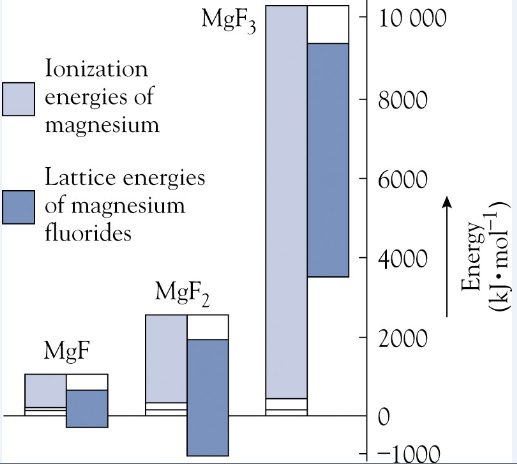 MgF₃
10 000
Ionization
energies of
magnesium
8000
Lattice energies
of magnesium
fluorides
6000
4000
Energy
(kJ•mol⁻¹)
MgF₂
2000
MgF
0
−1000